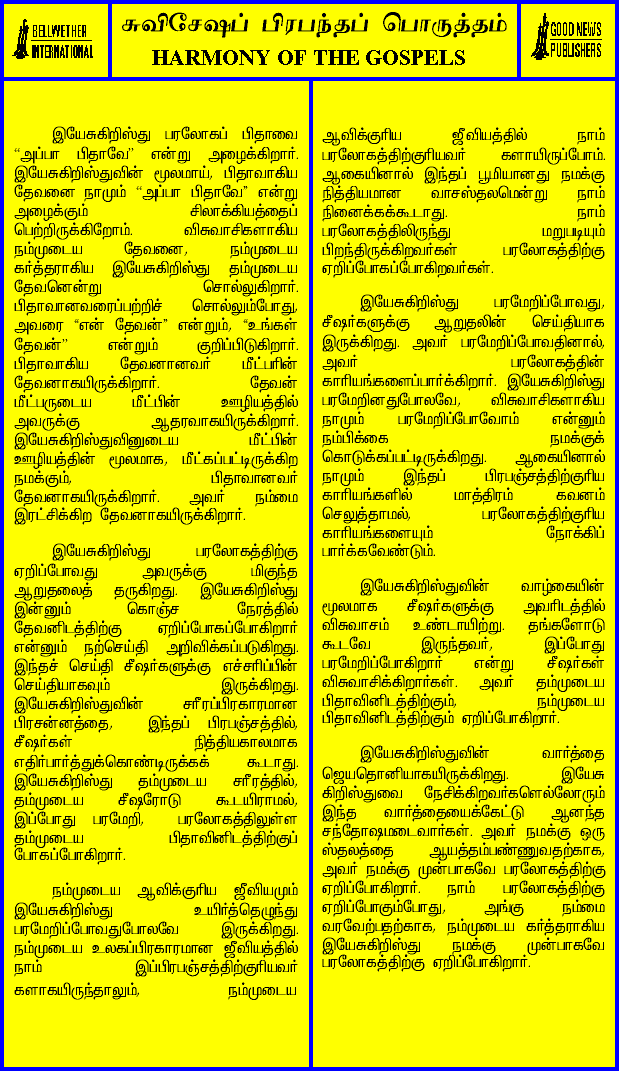 BELLWETHER
INTERNATIONAL
சுவிசேஷப் பிரபந்தப் பொருத்தம்
HARMONY OF THE GOSPELS
GOOD NEWS
PUBLISHERS
இயேசுகிறிஸ்து பரலோகப் பிதாவை
“அப்பா பிதாவே” என்று அழைக்கிறார்.
இயேசுகிறிஸ்துவின் மூலமாய், பிதாவாகிய
தேவனை நாமும் “அப்பா பிதாவே” என்று
அழைக்கும் சிலாக்கியத்தைப்
பெற்றிருக்கிறோம். விசுவாசிகளாகிய
நம்முடைய தேவனை, நம்முடைய
கர்த்தராகிய இயேசுகிறிஸ்து தம்முடைய
தேவனென்று சொல்லுகிறார்.
பிதாவானவரைப்பற்றிச் சொல்லும்போது,
அவரை “என் தேவன்” என்றும், “உங்கள்
தேவன்” என்றும் குறிப்பிடுகிறார்.
பிதாவாகிய தேவனானவர் மீட்பரின்
தேவனாகயிருக்கிறார். தேவன்
மீட்பருடைய மீட்பின் ஊழியத்தில்
அவருக்கு ஆதரவாகயிருக்கிறார்.
இயேசுகிறிஸ்துவினுடைய மீட்பின்
ஊழியத்தின் மூலமாக, மீட்கப்பட்டிருக்கிற
நமக்கும், பிதாவானவர்
தேவனாகயிருக்கிறார். அவர் நம்மை
இரட்சிக்கிற தேவனாகயிருக்கிறார்.
இயேசுகிறிஸ்து பரலோகத்திற்கு
ஏறிப்போவது அவருக்கு மிகுந்த
ஆறுதலைத் தருகிறது. இயேசுகிறிஸ்து
இன்னும் கொஞ்ச நேரத்தில்
தேவனிடத்திற்கு ஏறிப்போகப்போகிறார்
என்னும் நற்செய்தி அறிவிக்கப்படுகிறது.
இந்தச் செய்தி சீஷர்களுக்கு எச்சரிப்பின்
செய்தியாகவும் இருக்கிறது.
இயேசுகிறிஸ்துவின் சரீரப்பிரகாரமான
பிரசன்னத்தை, இந்தப் பிரபஞ்சத்தில்,
சீஷர்கள் நித்தியகாலமாக
எதிர்பார்த்துக்கொண்டிருக்கக் கூடாது.
இயேசுகிறிஸ்து தம்முடைய சரீரத்தில்,
தம்முடைய சீஷரோடு கூடயிராமல்,
இப்போது பரமேறி, பரலோகத்திலுள்ள
தம்முடைய பிதாவினிடத்திற்குப்
போகப்போகிறார்.
நம்முடைய ஆவிக்குரிய ஜீவியமும்
இயேசுகிறிஸ்து உயிர்த்தெழுந்து
பரமேறிப்போவதுபோலவே இருக்கிறது.
நம்முடைய உலகப்பிரகாரமான ஜீவியத்தில்
நாம் இப்பிரபஞ்சத்திற்குரியவர்
களாகயிருந்தாலும், நம்முடைய
ஆவிக்குரிய ஜீவியத்தில் நாம்
பரலோகத்திற்குரியவர் களாயிருப்போம்.
ஆகையினால் இந்தப் பூமியானது நமக்கு
நித்தியமான வாசஸ்தலமென்று நாம்
நினைக்கக்கூடாது. நாம்
பரலோகத்திலிருந்து மறுபடியும்
பிறந்திருக்கிறவர்கள் பரலோகத்திற்கு
ஏறிப்போகப்போகிறவர்கள்.
இயேசுகிறிஸ்து பரமேறிப்போவது,
சீஷர்களுக்கு ஆறுதலின் செய்தியாக
இருக்கிறது. அவர் பரமேறிப்போவதினால்,
அவர் பரலோகத்தின்
காரியங்களைப்பார்க்கிறார். இயேசுகிறிஸ்து
பரமேறினதுபோலவே, விசுவாசிகளாகிய
நாமும் பரமேறிப்போவோம் என்னும்
நம்பிக்கை நமக்குக்
கொடுக்கப்பட்டிருக்கிறது. ஆகையினால்
நாமும் இந்தப் பிரபஞ்சத்திற்குரிய
காரியங்களில் மாத்திரம் கவனம்
செலுத்தாமல், பரலோகத்திற்குரிய
காரியங்களையும் நோக்கிப்
பார்க்கவேண்டும்.
இயேசுகிறிஸ்துவின் வாழ்கையின்
மூலமாக சீஷர்களுக்கு அவரிடத்தில்
விசுவாசம் உண்டாயிற்று. தங்களோடு
கூடவே இருந்தவர், இப்போது
பரமேறிப்போகிறார் என்று சீஷர்கள்
விசுவாசிக்கிறார்கள். அவர் தம்முடைய
பிதாவினிடத்திற்கும், நம்முடைய
பிதாவினிடத்திற்கும் ஏறிப்போகிறார்.
இயேசுகிறிஸ்துவின் வார்த்தை
ஜெயதொனியாகயிருக்கிறது. இயேசு
கிறிஸ்துவை நேசிக்கிறவர்களெல்லோரும்
இந்த வார்த்தையைக்கேட்டு ஆனந்த
சந்தோஷமடைவார்கள். அவர் நமக்கு ஒரு
ஸ்தலத்தை ஆயத்தம்பண்ணுவதற்காக,
அவர் நமக்கு முன்பாகவே பரலோகத்திற்கு
ஏறிப்போகிறார். நாம் பரலோகத்திற்கு
ஏறிப்போகும்போது, அங்கு நம்மை
வரவேற்பதற்காக, நம்முடைய கர்த்தராகிய
இயேசுகிறிஸ்து நமக்கு முன்பாகவே
பரலோகத்திற்கு ஏறிப்போகிறார்.